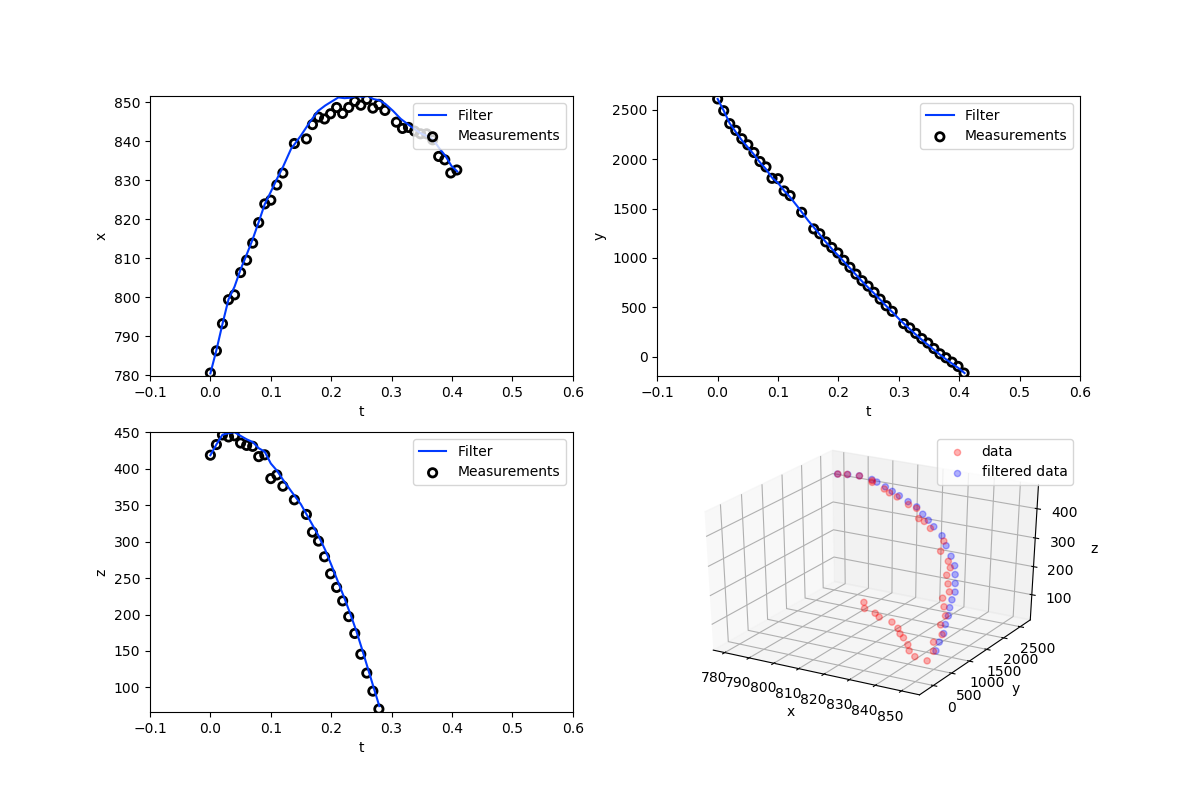 850
840
830
820
810
800
790
780
x
−0.1 0.0 0.1 0.2 0.3 0.4 0.5 0.6
t
Filter
Measurements
2500
2000
1500
1000
500
0
y
−0.1 0.0 0.1 0.2 0.3 0.4 0.5 0.6
t
Filter
Measurements
450
400
350
300
250
200
150
100
z
−0.1 0.0 0.1 0.2 0.3 0.4 0.5 0.6
t
Filter
Measurements
data
filtered data
400
300
200
100
z
780 790 800 810 820 830 840 850
x
0 500 1000 1500 2000 2500
y